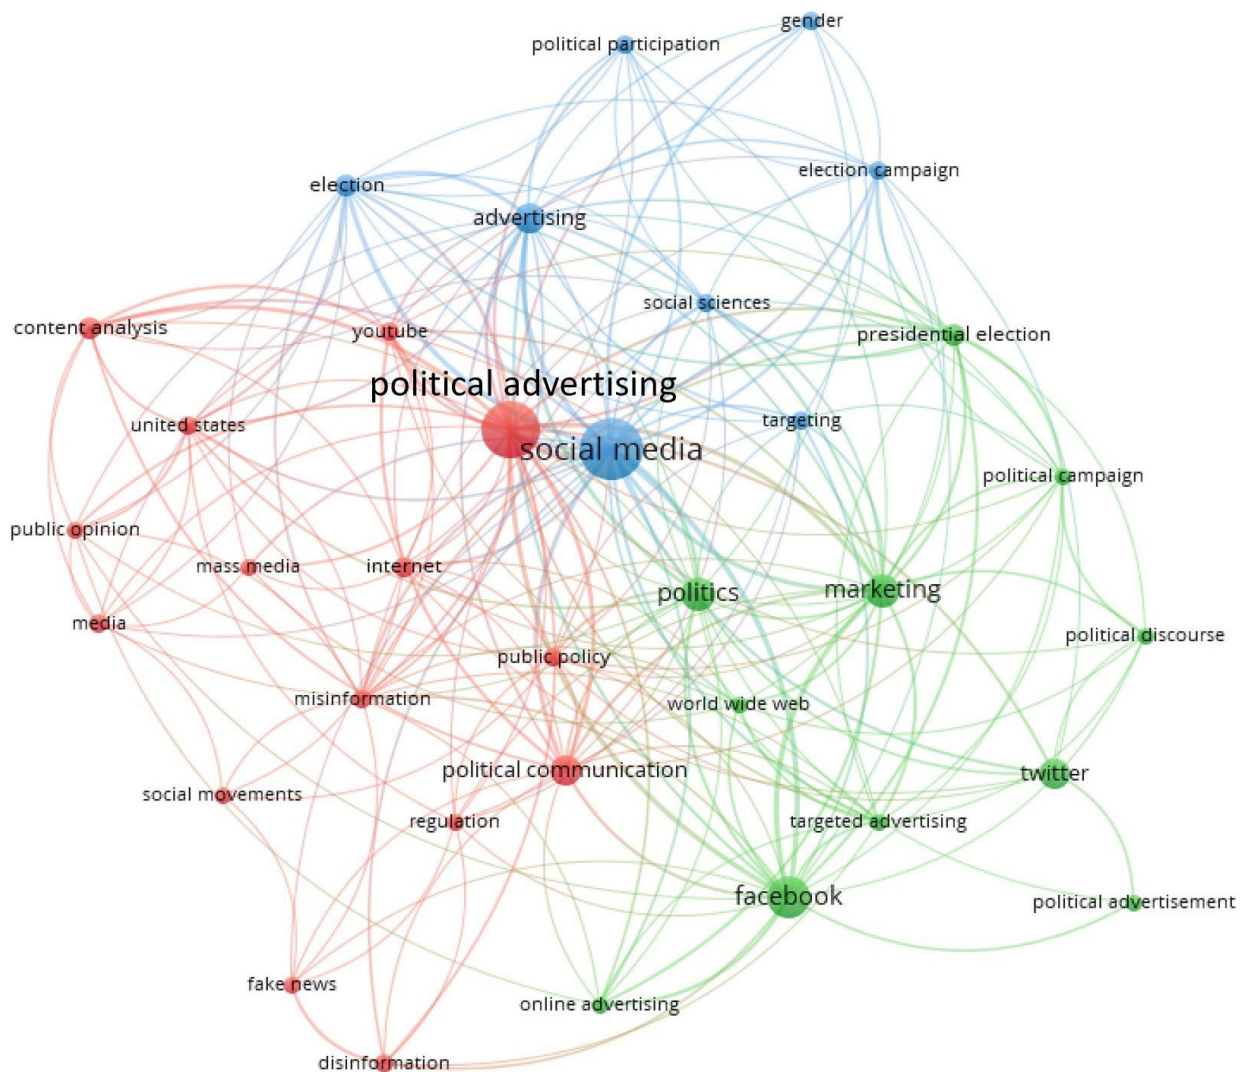 gender
political participation
election campaign
election
advertising
social sciences
content analysis
youtube
presidential election
political advertising
united states
targeting
social media
political campaign
public opinion
mass media
internet
politics
marketing
media
political discourse
public policy
misinformation
world wide web
political communication
twitter
social movements
regulation
targeted advertising
facebook
political advertisement
fake news
online advertising
disinformation